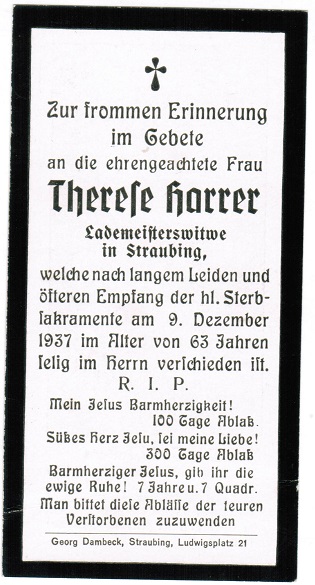 Zur frommen Erinnerung
im Gebete
an die ehrengeachtete Frau
Therese Harrer
Lademeisterswitwe
in Straubing,
welche nach langem Leiden und
öfteren Empfang der hl. Sterb-
sakramente am 9. Dezember
1937 im Alter von 63 Jahren
selig im Herrn verschieden ist.
R. I. P.
Mein Jesus Barmherzigkeit!
100 Tage Ablaß.
Süßes Herz Jesu, sei meine Liebe!
300 Tage Ablaß
Barmherziger Jesus, gib ihr die
ewige Ruhe! 7 Jahre u. 7 Quadr.
Man bittet diese Ablässe der teuren
Verstorbenen zuzuwenden
Georg Dambeck, Straubing, Ludwigsplatz 21